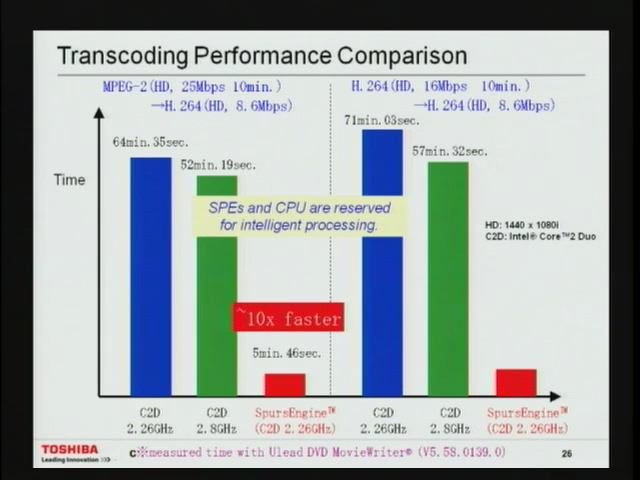 Transcoding Performance Comparison
MPEG-2(HD, 25Mbps 10min.)
→H.264(HD, 8.6Mbps)
H.264(HD, 16Mbps 10min.)
→H.264(HD, 8.6Mbps)
71min.03sec.
64min.35sec.
57min.32sec.
52min.19sec.
Time
SPEs and CPU are reserved
for intelligent processing.
HD: 1440 x 1080i
C2D: Intel® Core™2 Duo
~10x faster
5min.46sec.
C2D
2.26GHz
C2D
2.8GHz
SpursEngine™
(C2D 2.26GHz)
C2D
2.26GHz
C2D
2.8GHz
SpursEngine™
(C2D 2.26GHz)
TOSHIBA
Leading Innovation >>>
C※measured time with Ulead DVD MovieWriter® (V5.58.0139.0)
26